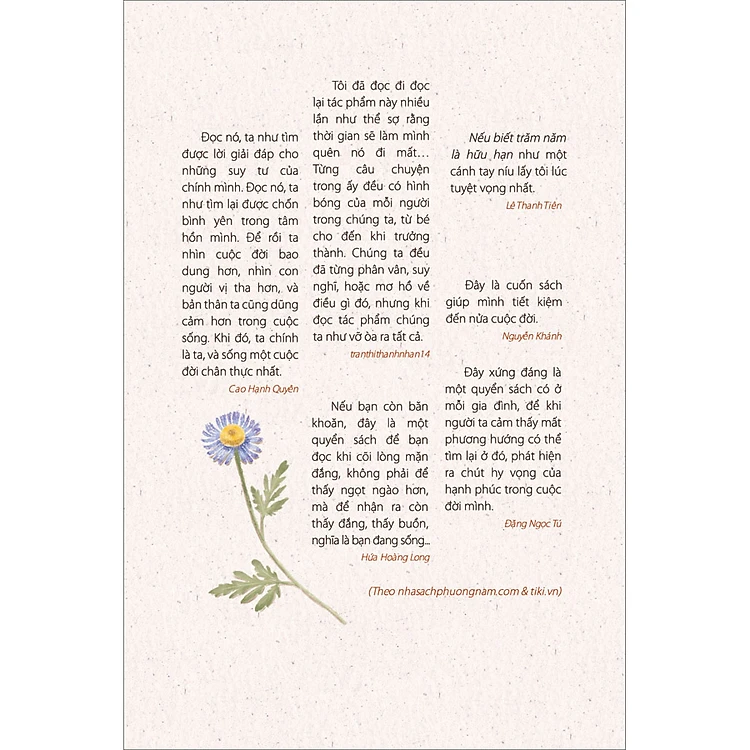 Đọc nó, ta như tìm
được lời giải đáp cho
những suy tư của
chính mình. Đọc nó, ta
như tìm lại được chốn
bình yên trong tâm
hồn mình. Để rồi ta
nhìn cuộc đời bao
dung hơn, nhìn con
người vị tha hơn, và
bản thân ta cũng dũng
cảm hơn trong cuộc
sống. Khi đó, ta chính
là ta, và sống một cuộc
đời chân thực nhất.
Cao Hạnh Quyên
Tôi đã đọc đi đọc
lại tác phẩm này nhiều
lần như thể sợ rằng
thời gian sẽ làm mình
quên nó đi mất...
Từng câu chuyện
trong ấy đều có hình
bóng của mỗi người
trong chúng ta, từ bé
cho đến khi trưởng
thành. Chúng ta đều
đã từng phân vân, suy
nghĩ, hoặc mơ hồ về
điều gì đó, nhưng khi
đọc tác phẩm chúng
ta như vỡ òa ra tất cả.
tranthithanhnhan14
Nếu bạn còn băn
khoăn, đây là một
quyển sách để bạn
đọc khi cõi lòng mặn
đắng, không phải để
thấy ngọt ngào hơn,
mà để nhận ra còn
thấy đắng, thấy buồn,
nghĩa là bạn đang sống...
Hứa Hoàng Long
Nếu biết trăm năm
là hữu hạn như một
cánh tay níu lấy tôi lúc
tuyệt vọng nhất.
Lê Thanh Tiện
Đây là cuốn sách
giúp mình tiết kiệm
đến nửa cuộc đời.
Nguyễn Khánh
Đây xứng đáng là
một quyển sách có ở
mỗi gia đình, để khi
người ta cảm thấy mất
phương hướng có thể
tìm lại ở đó, phát hiện
ra chút hy vọng của
hạnh phúc trong cuộc
đời mình.
Đặng Ngọc Tú
(Theo nhasachphuongnam.com & tiki.vn)